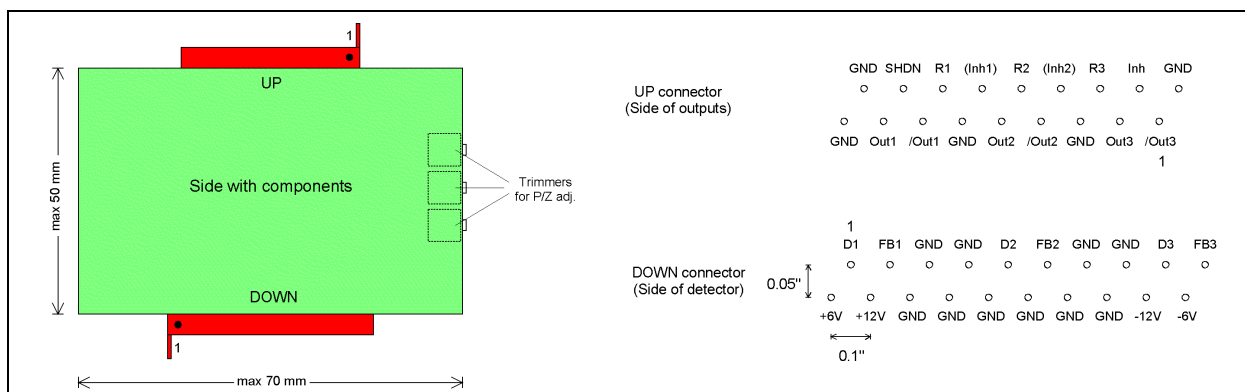 1
UP
max 50 mm
Side with components
Trimmers
for P/Z adj.
DOWN
1
max 70 mm
UP connector
(Side of outputs)
GND SHDN R1 (Inh1) R2 (Inh2) R3 Inh GND
GND Out1 /Out1 GND Out2 /Out2 GND Out3 /Out3
1
DOWN connector
(Side of detector)
1
D1 FB1 GND GND D2 FB2 GND GND D3 FB3
0.05"
+6V +12V GND GND GND GND GND GND -12V -6V
0.1"